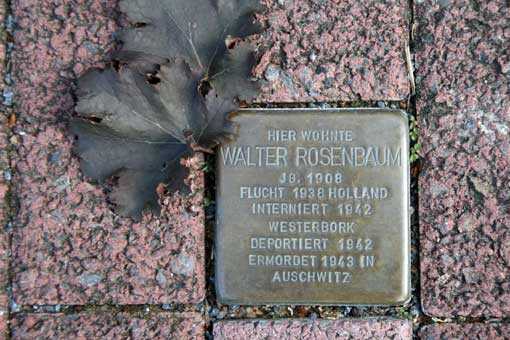 HIER WOHNTE
WALTER ROSENBAUM
JG. 1908
FLUCHT 1938 HOLLAND
INTERNIERT 1942
WESTERBORK
DEPORTIERT 1942
ERMORDET 1943 IN
AUSCHWITZ